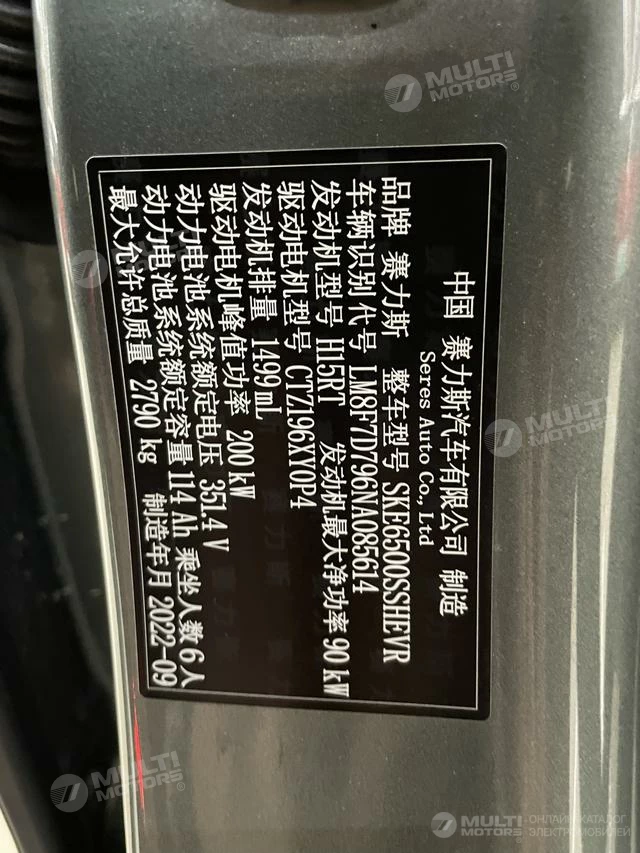 中国 赛力斯汽车有限公司 制造
Seres Auto Co., Ltd
品牌 赛力斯 整车型号 SKE6500SSHEVR
车辆识别代号 LM8F7D796NA085614
发动机型号 H15RT 发动机最大净功率 90 kW
驱动电机型号 CTZ196XY0P4
发动机排量 1499 mL
驱动电机峰值功率 200 kW
动力电池系统额定电压 351.4 V
动力电池系统额定容量 114 Ah 乘坐人数 6 人
最大允许总质量 2790 kg 制造年月 2022-09
MULTI
MOTORS®
MULTI
MOTORS®
MULTI
MOTORS®
MULTI
MOTORS®
MULTI
MOTORS
ОНЛАЙН-КАТАЛОГ
ЭЛЕКТРОМОБИЛЕЙ